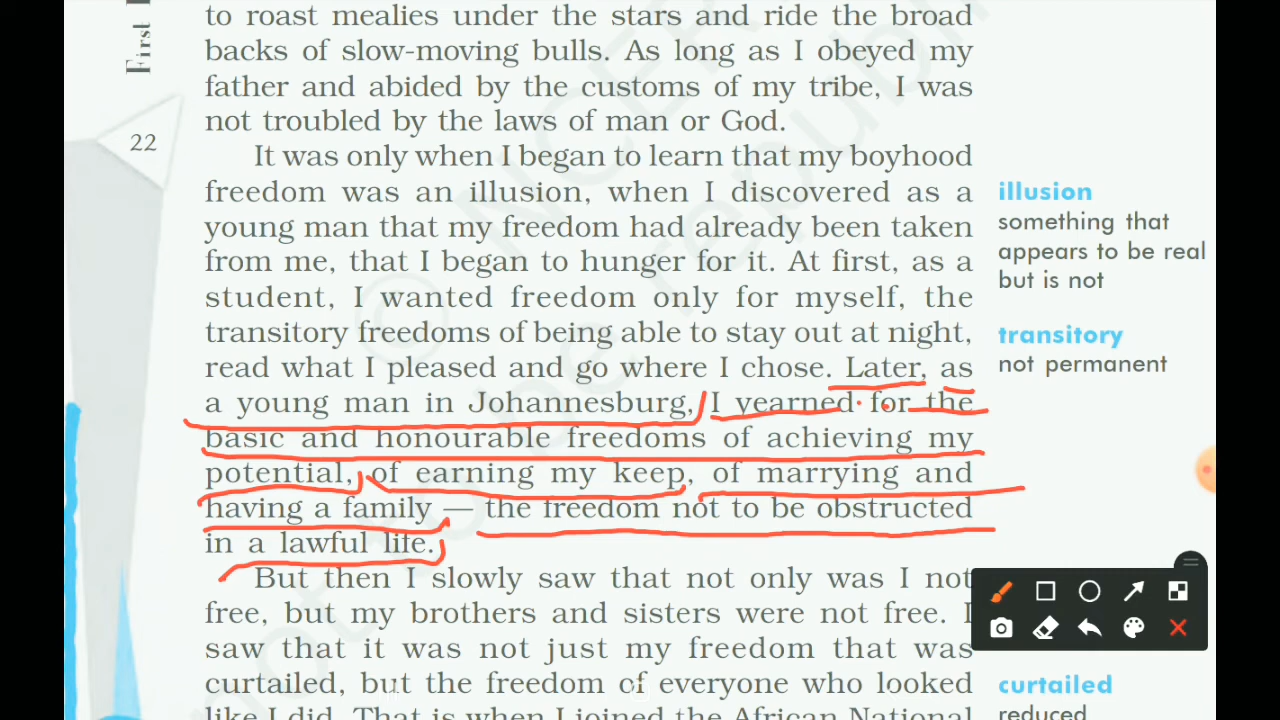 to roast mealies under the stars and ride the broad
backs of slow-moving bulls. As long as I obeyed my
father and abided by the customs of my tribe, I was
not troubled by the laws of man or God.
It was only when I began to learn that my boyhood
freedom was an illusion, when I discovered as a
young man that my freedom had already been taken
from me, that I began to hunger for it. At first, as a
student, I wanted freedom only for myself, the
transitory freedoms of being able to stay out at night,
read what I pleased and go where I chose. Later, as
a young man in Johannesburg, I yearned for the
basic and honourable freedoms of achieving my
potential, of earning my keep, of marrying and
having a family — the freedom not to be obstructed
in a lawful life.
But then I slowly saw that not only was I not
free, but my brothers and sisters were not free. I
saw that it was not just my freedom that was
curtailed, but the freedom of everyone who looked
like I did. That is when I joined the African National
First
22
illusion
something that
appears to be real
but is not
transitory
not permanent
curtailed
reduced